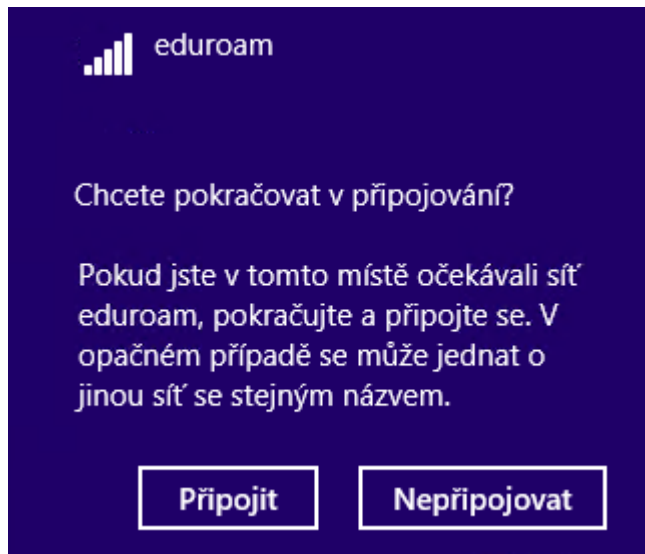 eduroam
Chcete pokračovat v připojování?
Pokud jste v tomto místě očekávali síť
eduroam, pokračujte a připojte se. V
opačném případě se může jednat o
jinou síť se stejným názvem.
Připojit Nepřipojovat